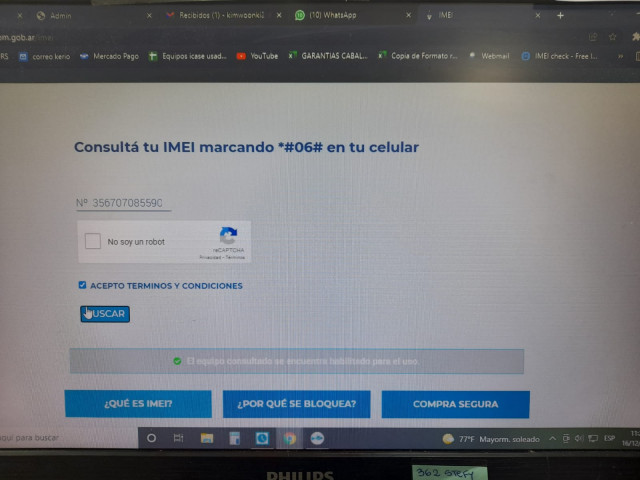 Admin
Recibidos (1) - kimwoonki2
(10) WhatsApp
IMEI
m.gob.ar/imei
RS
correo kerio
Mercado Pago
Equipos icase usad...
YouTube
GARANTIAS CABAL...
Copia de Formato r...
Webmail
IMEI check - Free I...
Consultá tu IMEI marcando *#06# en tu celular
Nº 35670708559C
No soy un robot
reCAPTCHA
Privacidad - Términos
ACEPTO TERMINOS Y CONDICIONES
BUSCAR
El equipo consultado se encuentra habilitado para el uso
¿QUÉ ES IMEI?
¿POR QUÉ SE BLOQUEA?
COMPRA SEGURA
aquí para buscar
77°F Mayorm. soleado
ESP
11:
16/12/
PHILIPS
362 STEFY